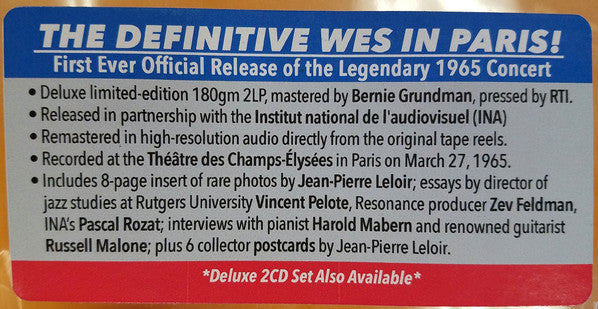 THE DEFINITIVE WES IN PARIS!
First Ever Official Release of the Legendary 1965 Concert
• Deluxe limited-edition 180gm 2LP, mastered by Bernie Grundman, pressed by RTI.
• Released in partnership with the Institut national de l'audiovisuel (INA)
• Remastered in high-resolution audio directly from the original tape reels.
• Recorded at the Théâtre des Champs-Élysées in Paris on March 27, 1965.
• Includes 8-page insert of rare photos by Jean-Pierre Leloir; essays by director of
jazz studies at Rutgers University Vincent Pelote, Resonance producer Zev Feldman,
INA's Pascal Rozat; interviews with pianist Harold Mabern and renowned guitarist
Russell Malone; plus 6 collector postcards by Jean-Pierre Leloir.
*Deluxe 2CD Set Also Available*